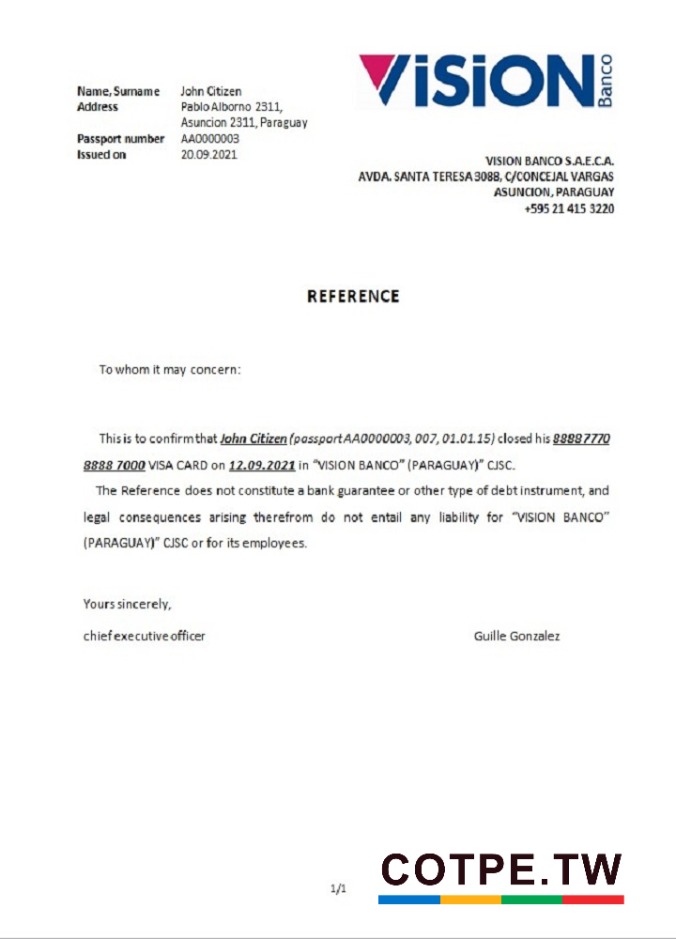 ViSiON Banco
Name, Surname John Citizen
Address Pablo Alborno 2311,
Asuncion 2311, Paraguay
Passport number AA0000003
Issued on 20.09.2021
VISION BANCO S.A.E.C.A.
AVDA. SANTA TERESA 3088, C/CONCEJAL VARGAS
ASUNCION, PARAGUAY
+595 21 415 3220
REFERENCE
To whom it may concern:
This is to confirm that John Citizen (passport AA0000003, 007, 01.01.15) closed his 8888 7770
8888 7000 VISA CARD on 12.09.2021 in "VISION BANCO" (PARAGUAY)" CJSC.
The Reference does not constitute a bank guarantee or other type of debt instrument, and
legal consequences arising therefrom do not entail any liability for "VISION BANCO"
(PARAGUAY)" CJSC or for its employees.
Yours sincerely,
chief executive officer Guille Gonzalez
1/1
COTPE.TW